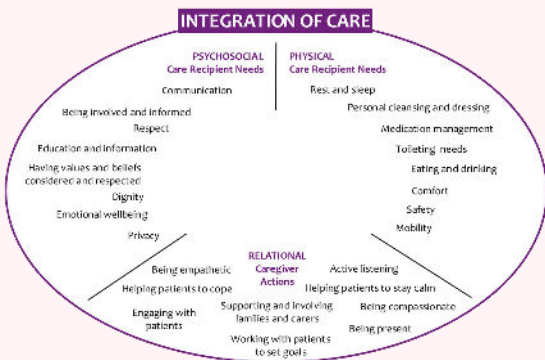 INTEGRATION OF CARE
PSYCHOSOCIAL
Care Recipient Needs
Communication
Being involved and informed
Respect
Education and information
Having values and beliefs
considered and respected
Dignity
Emotional wellbeing
Privacy
PHYSICAL
Care Recipient Needs
Rest and sleep
Personal cleansing and dressing
Medication management
Toileting needs
Eating and drinking
Comfort
Safety
Mobility
RELATIONAL
Caregiver
Actions
Being empathetic
Active listening
Helping patients to cope
Helping patients to stay calm
Engaging with
patients
Supporting and involving
families and carers
Being compassionate
Being present
Working with patients
to set goals